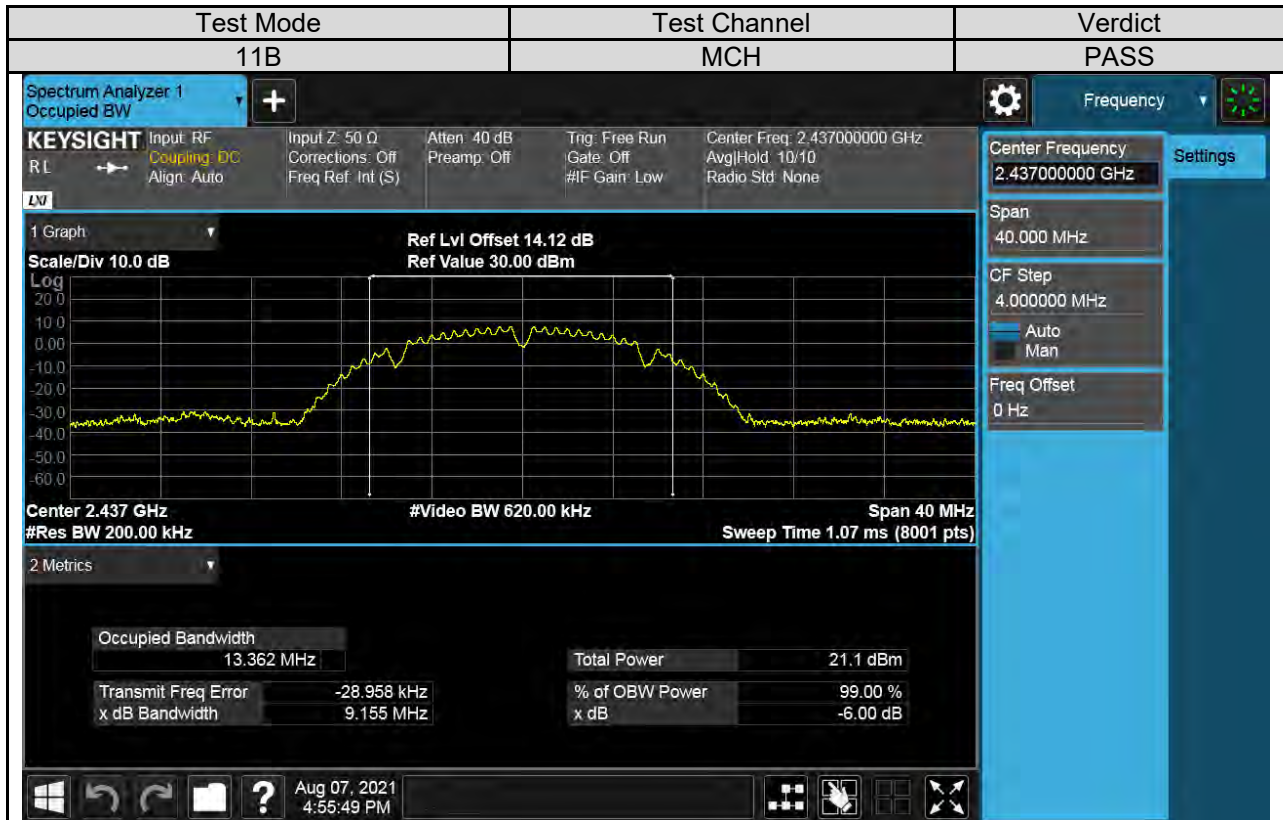 Test Mode Test Channel Verdict
11B MCH PASS
Spectrum Analyzer 1
Occupied BW
Frequency
KEYSIGHT Input: RF Input Z: 50 Ω Atten: 40 dB Trig: Free Run Center Freq: 2.437000000 GHz
RL Coupling: DC Corrections: Off Preamp: Off Gate: Off Avg|Hold: 10/10
Align: Auto Freq Ref: Int (S) #IF Gain: Low Radio Std: None
LXI
Center Frequency
2.437000000 GHz
Settings
Span
40.000 MHz
CF Step
4.000000 MHz
Auto
Man
Freq Offset
0 Hz
1 Graph
Ref Lvl Offset 14.12 dB
Scale/Div 10.0 dB Ref Value 30.00 dBm
Log
20.0
10.0
0.00
-10.0
-20.0
-30.0
-40.0
-50.0
-60.0
Center 2.437 GHz #Video BW 620.00 kHz Span 40 MHz
#Res BW 200.00 kHz Sweep Time 1.07 ms (8001 pts)
2 Metrics
Occupied Bandwidth
13.362 MHz Total Power 21.1 dBm
Transmit Freq Error -28.958 kHz % of OBW Power 99.00 %
x dB Bandwidth 9.155 MHz x dB -6.00 dB
?
Aug 07, 2021
4:55:49 PM